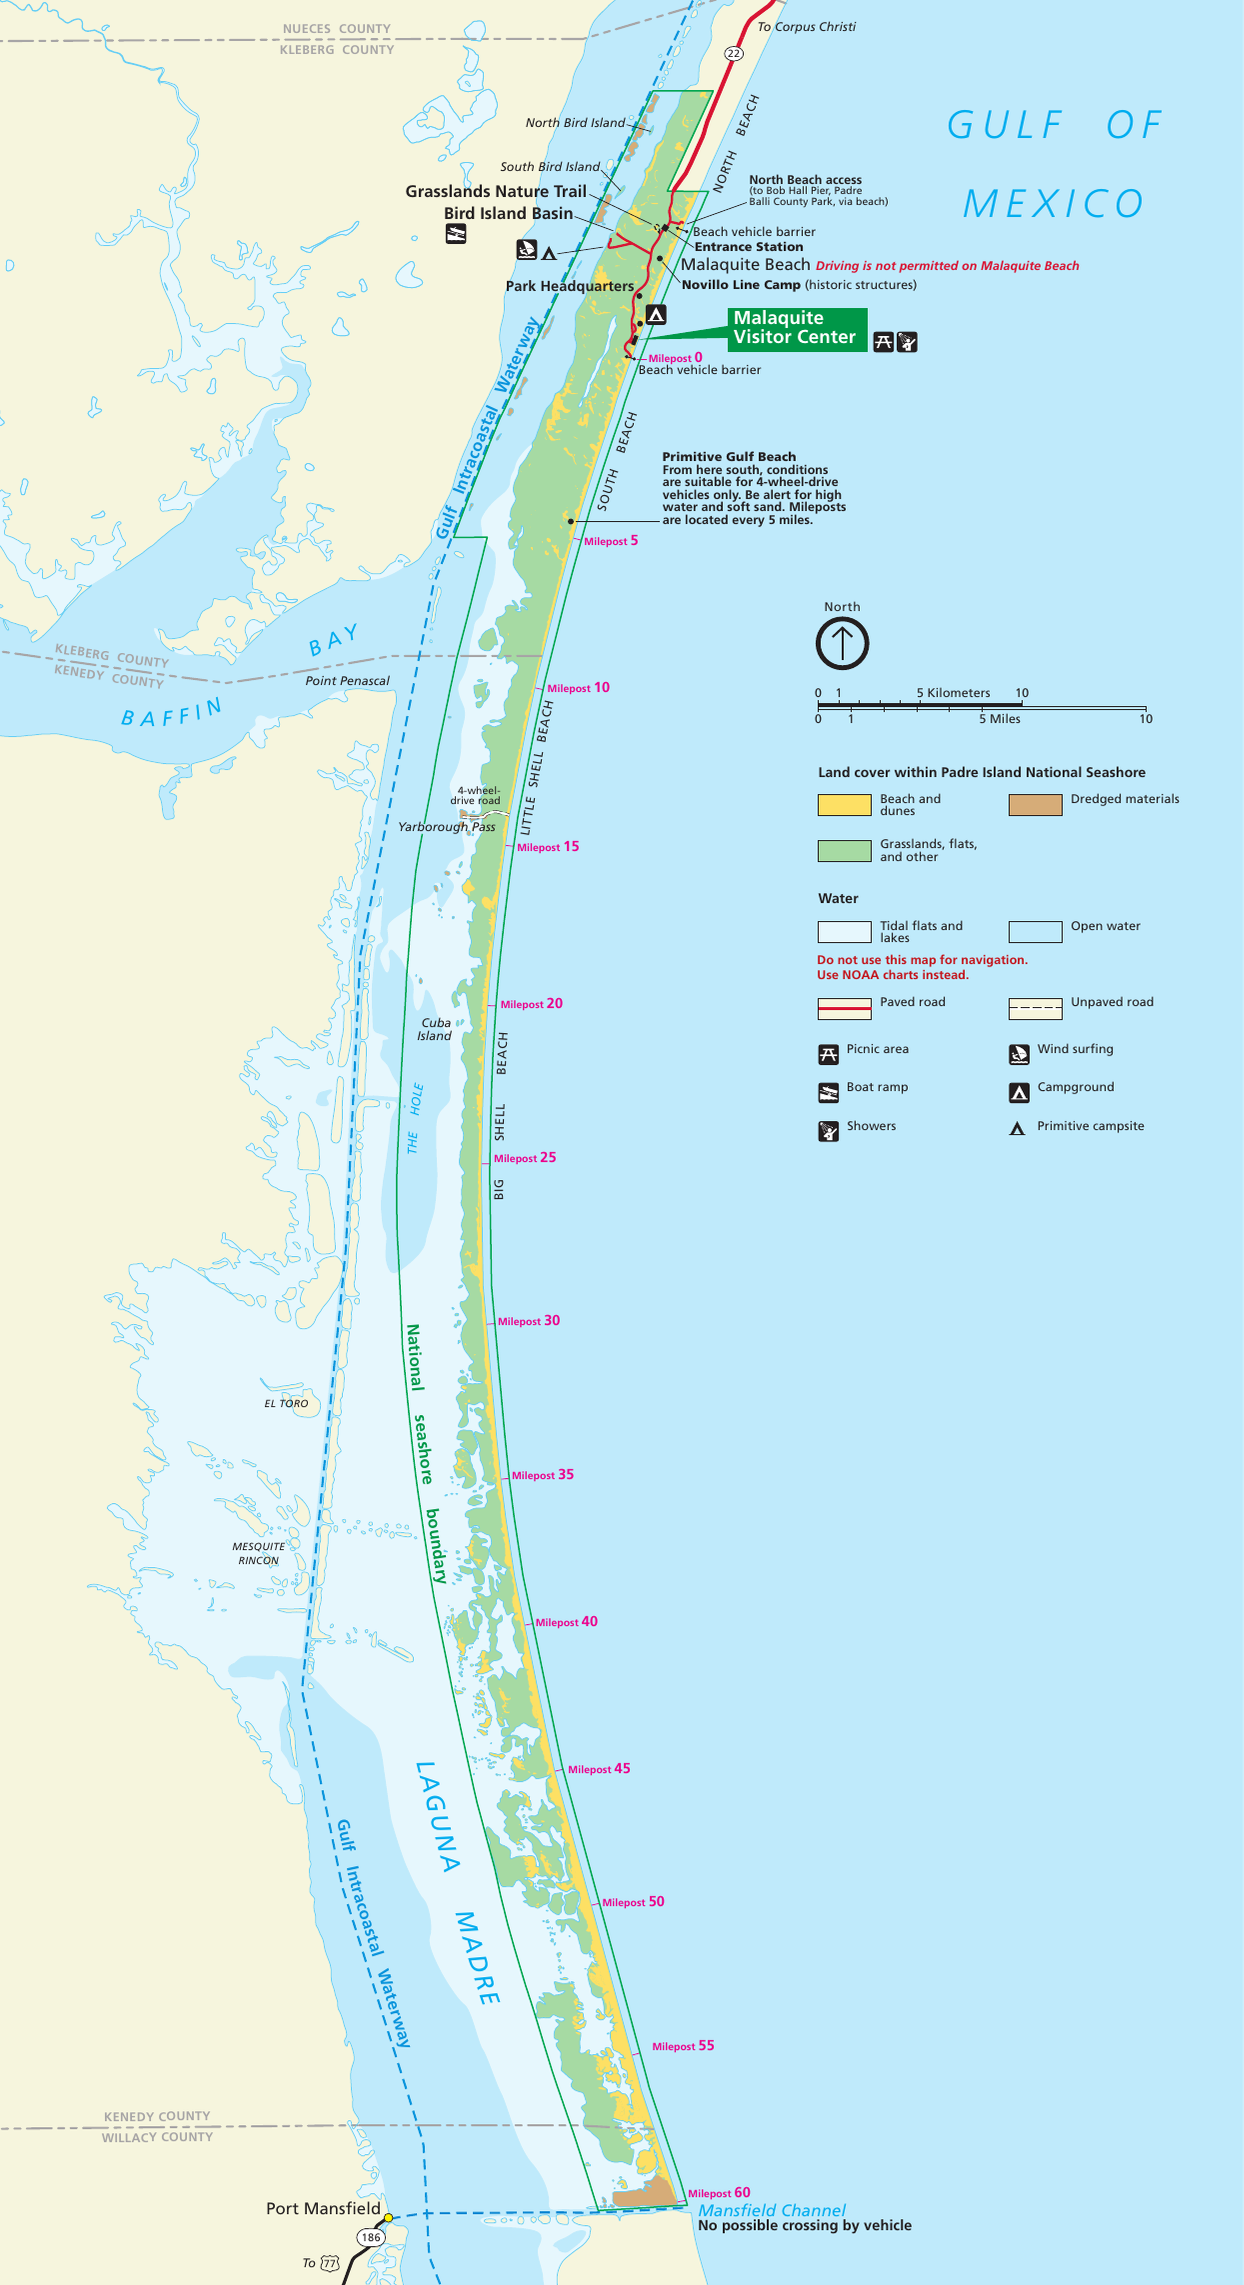 NUECES COUNTY
KLEBERG COUNTY
To Corpus Christi
22
GULF OF
MEXICO
North Bird Island
NORTH BEACH
South Bird Island
North Beach access
(to Bob Hall Pier, Padre
Balli County Park, via beach)
Grasslands Nature Trail
Bird Island Basin
Beach vehicle barrier
Entrance Station
Malaquite Beach Driving is not permitted on Malaquite Beach
Novillo Line Camp (historic structures)
Park Headquarters
Malaquite
Visitor Center
Milepost 0
Beach vehicle barrier
Gulf Intracoastal Waterway
SOUTH BEACH
Primitive Gulf Beach
From here south, conditions
are suitable for 4-wheel-drive
vehicles only. Be alert for high
water and soft sand. Mileposts
are located every 5 miles.
Milepost 5
North
0 1 5 Kilometers 10
0 1 5 Miles 10
BAFFIN BAY
KLEBERG COUNTY
KENEDY COUNTY
Point Penascal
Milepost 10
LITTLE SHELL BEACH
4-wheel-
drive road
Yarborough Pass
Milepost 15
Land cover within Padre Island National Seashore
Beach and
dunes
Dredged materials
Grasslands, flats,
and other
Water
Tidal flats and
lakes
Open water
Do not use this map for navigation.
Use NOAA charts instead.
Paved road
Unpaved road
Picnic area
Wind surfing
Boat ramp
Campground
Showers
Primitive campsite
Milepost 20
Cuba
Island
THE HOLE
BIG SHELL BEACH
Milepost 25
Milepost 30
National seashore boundary
EL TORO
Milepost 35
MESQUITE
RINCON
Milepost 40
Milepost 45
LAGUNA MADRE
Gulf Intracoastal Waterway
Milepost 50
Milepost 55
KENEDY COUNTY
WILLACY COUNTY
Milepost 60
Mansfield Channel
No possible crossing by vehicle
Port Mansfield
186
To 77